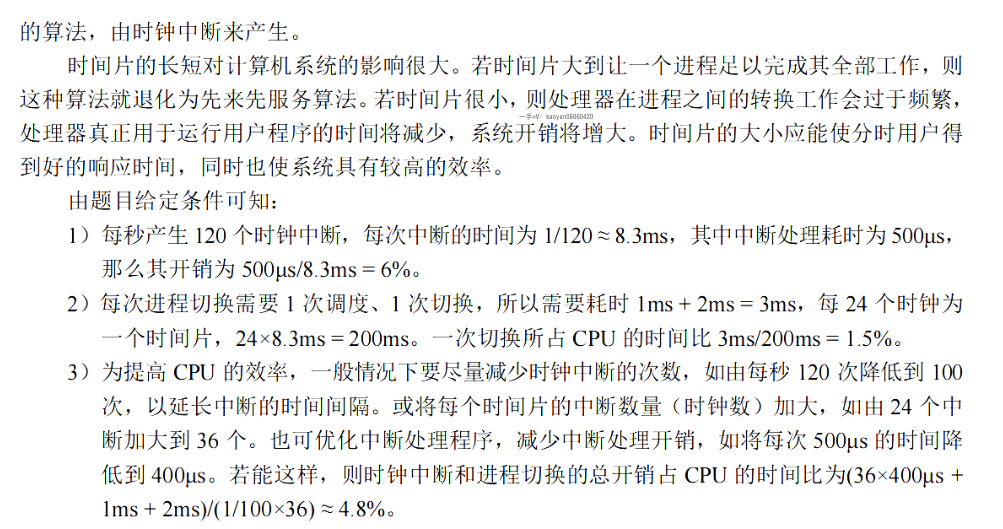 的算法，由时钟中断来产生。
时间片的长短对计算机系统的影响很大。若时间片大到让一个进程足以完成其全部工作，则
这种算法就退化为先来先服务算法。若时间片很小，则处理器在进程之间的转换工作会过于频繁，
一手+V：kaoyan06060420
处理器真正用于运行用户程序的时间将减少，系统开销将增大。时间片的大小应能使分时用户得
到好的响应时间，同时也使系统具有较高的效率。
由题目给定条件可知：
1）每秒产生 120 个时钟中断，每次中断的时间为 1/120 ≈ 8.3ms，其中中断处理耗时为 500μs，
那么其开销为 500μs/8.3ms = 6%。
2）每次进程切换需要 1 次调度、1 次切换，所以需要耗时 1ms + 2ms = 3ms，每 24 个时钟为
一个时间片，24×8.3ms = 200ms。一次切换所占 CPU 的时间比 3ms/200ms = 1.5%。
3）为提高 CPU 的效率，一般情况下要尽量减少时钟中断的次数，如由每秒 120 次降低到 100
次，以延长中断的时间间隔。或将每个时间片的中断数量（时钟数）加大，如由 24 个中
断加大到 36 个。也可优化中断处理程序，减少中断处理开销，如将每次 500μs 的时间降
低到 400μs。若能这样，则时钟中断和进程切换的总开销占 CPU 的时间比为(36×400μs +
1ms + 2ms)/(1/100×36) ≈ 4.8%。